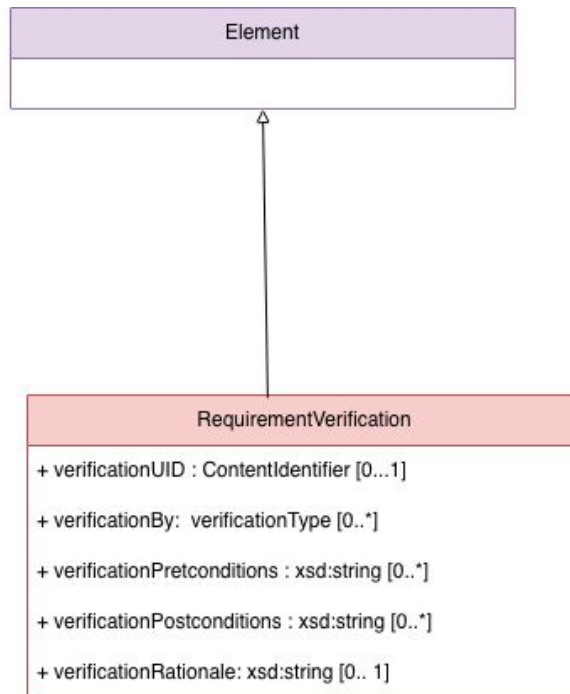 Element
RequirementVerification
+ verificationUID : ContentIdentifier [0...1]
+ verificationBy:  verificationType [0..*]
+ verificationPretconditions : xsd:string [0..*]
+ verificationPostconditions : xsd:string [0..*]
+ verificationRationale: xsd:string [0.. 1]